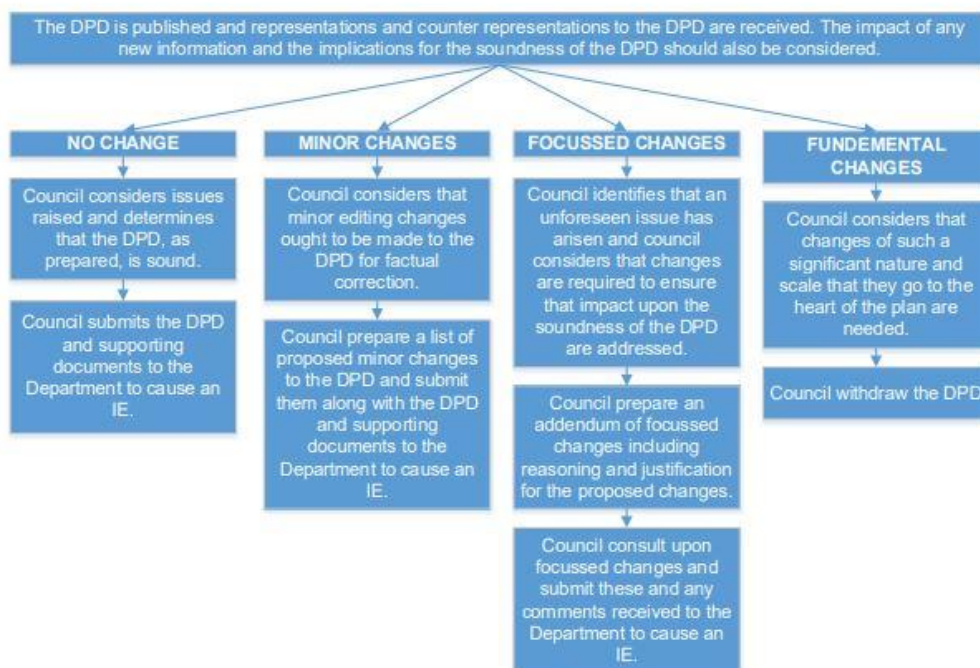 The DPD is published and representations and counter representations to the DPD are received. The impact of any
new information and the implications for the soundness of the DPD should also be considered.
NO CHANGE
Council considers issues
raised and determines
that the DPD, as
prepared, is sound.
Council submits the DPD
and supporting
documents to the
Department to cause an
IE.
MINOR CHANGES
Council considers that
minor editing changes
ought to be made to the
DPD for factual
correction.
Council prepare a list of
proposed minor changes
to the DPD and submit
them along with the DPD
and supporting
documents to the
Department to cause an
IE.
FOCUSSED CHANGES
Council identifies that an
unforeseen issue has
arisen and council
considers that changes
are required to ensure
that impact upon the
soundness of the DPD
are addressed.
Council prepare an
addendum of focussed
changes including
reasoning and justification
for the proposed changes.
Council consult upon
focussed changes and
submit these and any
comments received to the
Department to cause an
IE.
FUNDEMENTAL
CHANGES
Council considers that
changes of such a
significant nature and
scale that they go to the
heart of the plan are
needed.
Council withdraw the DPD